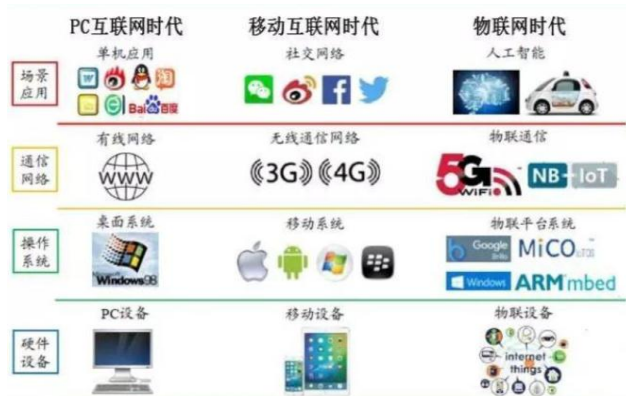 PC互联网时代 移动互联网时代 物联网时代
单机应用 社交网络 人工智能
场景
应用
Bai 百度
有线网络 无线通信网络 物联通信
通信
网络
WWW 3G 4G 5G WiFi NB-IoT
桌面系统 移动系统 物联平台系统
操作
系统
Microsoft Windows98
Google Brillo MiCO
Windows ARM mbed
PC设备 移动设备 物联设备
硬件
设备
internet
things